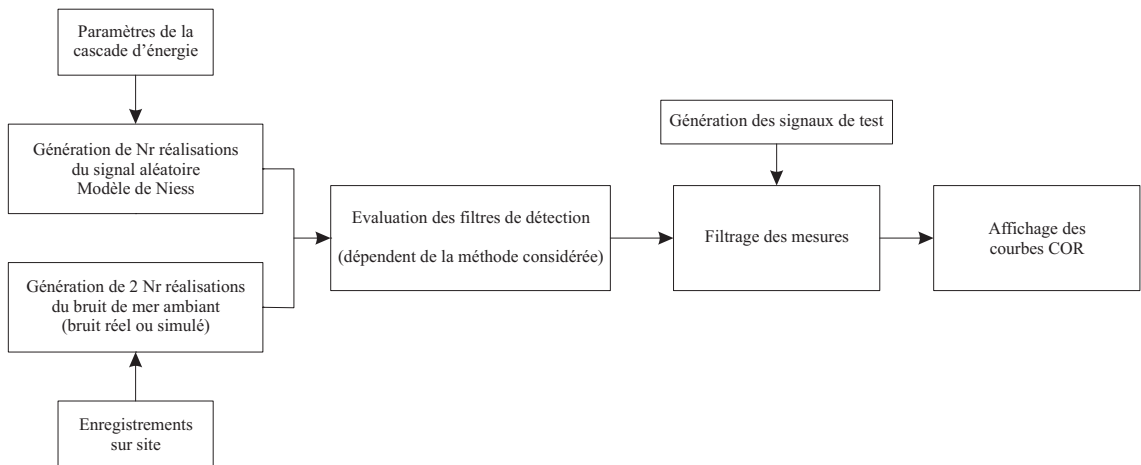 Paramètres de la
cascade d'énergie
Génération de Nr réalisations
du signal aléatoire
Modèle de Niess
Génération de 2 Nr réalisations
du bruit de mer ambiant
(bruit réel ou simulé)
Enregistrements
sur site
Evaluation des filtres de détection
(dépendent de la méthode considérée)
Génération des signaux de test
Filtrage des mesures
Affichage des
courbes COR